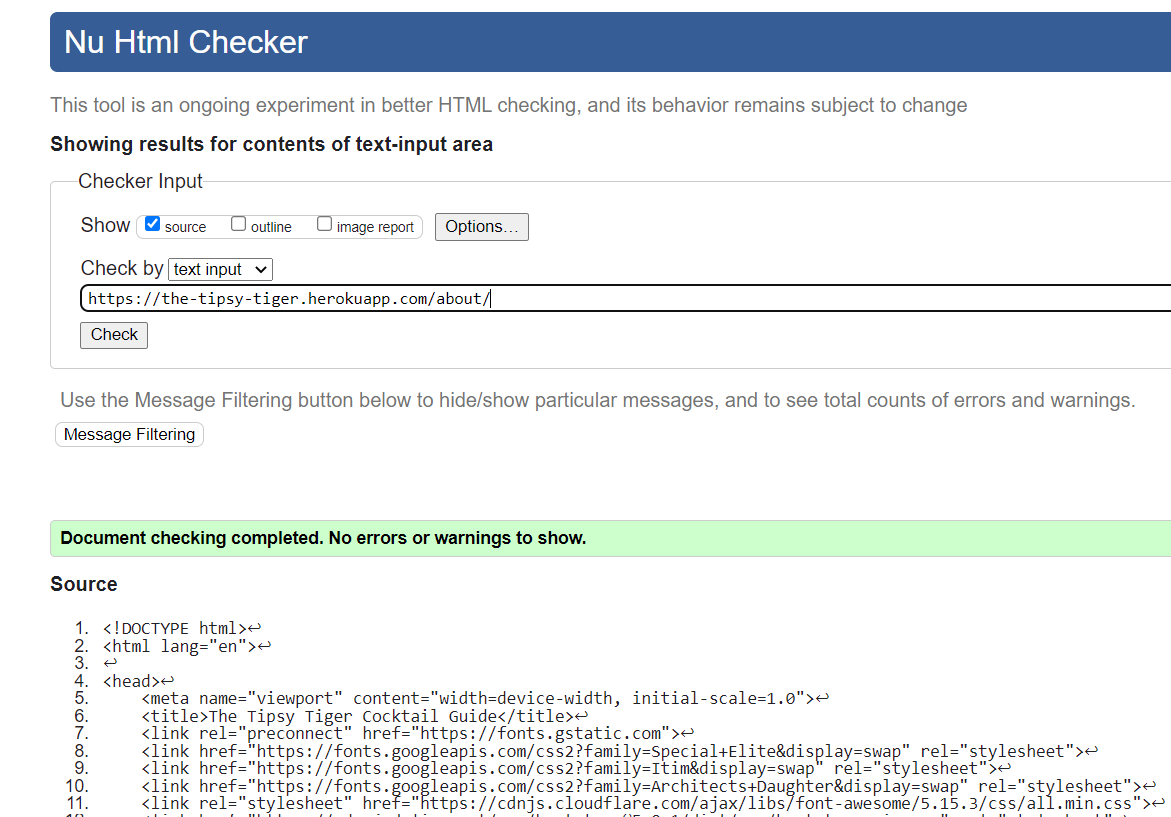 Nu Html Checker
This tool is an ongoing experiment in better HTML checking, and its behavior remains subject to change
Showing results for contents of text-input area
Checker Input
Show source outline image report Options...
Check by text input
https://the-tipsy-tiger.herokuapp.com/about/
Check
Use the Message Filtering button below to hide/show particular messages, and to see total counts of errors and warnings.
Message Filtering
Document checking completed. No errors or warnings to show.
Source
1. <!DOCTYPE html>↩
2. <html lang="en">↩
3. ↩
4. <head>↩
5. <meta name="viewport" content="width=device-width, initial-scale=1.0">↩
6. <title>The Tipsy Tiger Cocktail Guide</title>↩
7. <link rel="preconnect" href="https://fonts.gstatic.com">↩
8. <link href="https://fonts.googleapis.com/css2?family=Special+Elite&display=swap" rel="stylesheet">↩
9. <link href="https://fonts.googleapis.com/css2?family=Itim&display=swap" rel="stylesheet">↩
10. <link href="https://fonts.googleapis.com/css2?family=Architects+Daughter&display=swap" rel="stylesheet">↩
11. <link rel="stylesheet" href="https://cdnjs.cloudflare.com/ajax/libs/font-awesome/5.15.3/css/all.min.css">↩